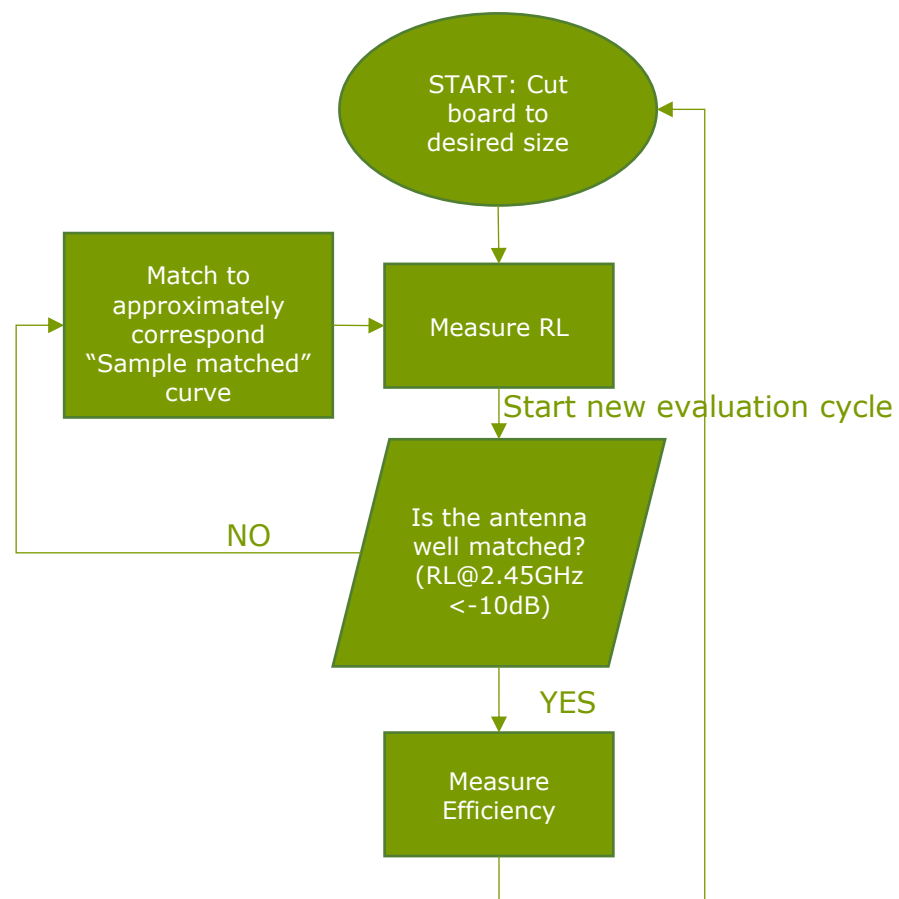 START: Cut
board to
desired size
Match to
approximately
correspond
“Sample matched”
curve
Measure RL
Start new evaluation cycle
Is the antenna
well matched?
(RL@2.45GHz
<-10dB)
NO
YES
Measure
Efficiency